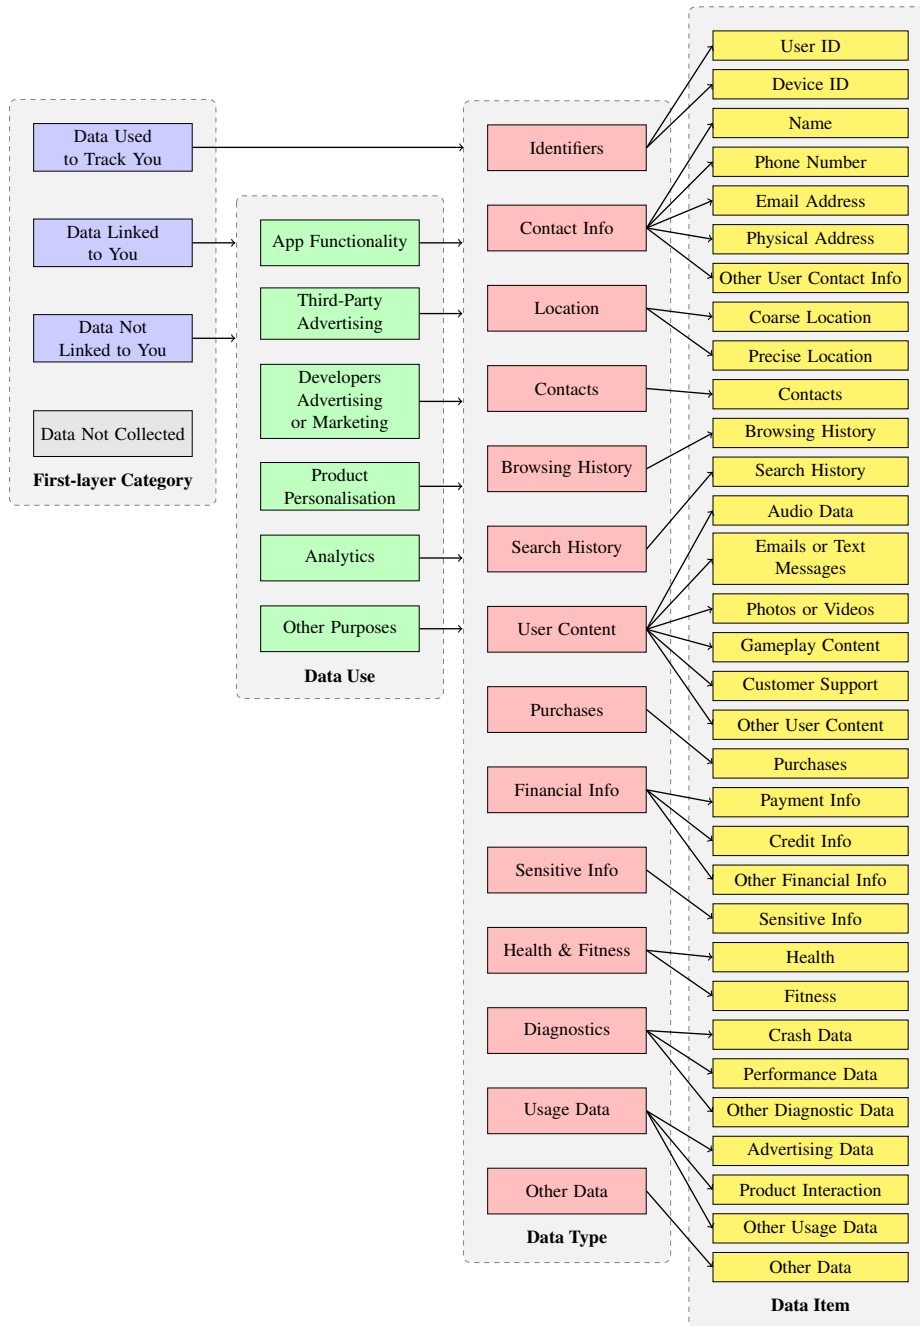 Data Used
to Track You
Data Linked
to You
Data Not
Linked to You
Data Not Collected
First-layer Category
App Functionality
Third-Party
Advertising
Developers
Advertising
or Marketing
Product
Personalisation
Analytics
Other Purposes
Data Use
Identifiers
Contact Info
Location
Contacts
Browsing History
Search History
User Content
Purchases
Financial Info
Sensitive Info
Health & Fitness
Diagnostics
Usage Data
Other Data
Data Type
User ID
Device ID
Name
Phone Number
Email Address
Physical Address
Other User Contact Info
Coarse Location
Precise Location
Contacts
Browsing History
Search History
Audio Data
Emails or Text
Messages
Photos or Videos
Gameplay Content
Customer Support
Other User Content
Purchases
Payment Info
Credit Info
Other Financial Info
Sensitive Info
Health
Fitness
Crash Data
Performance Data
Other Diagnostic Data
Advertising Data
Product Interaction
Other Usage Data
Other Data
Data Item